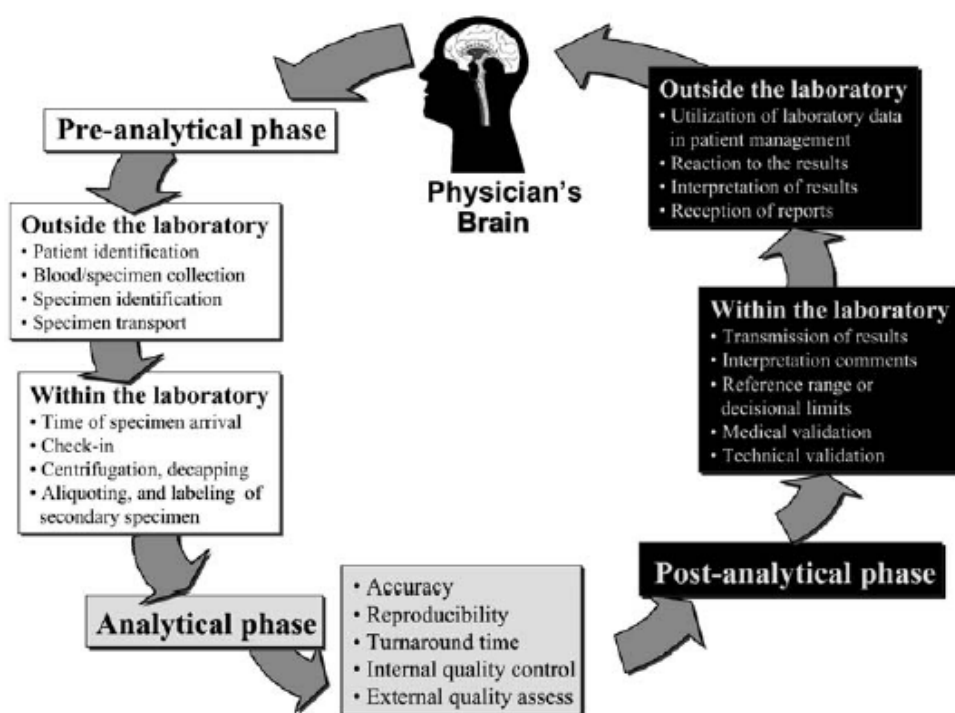 Physician's
Brain
Pre-analytical phase
Outside the laboratory
• Patient identification
• Blood/specimen collection
• Specimen identification
• Specimen transport
Within the laboratory
• Time of specimen arrival
• Check-in
• Centrifugation, decapping
• Aliquoting, and labeling of
secondary specimen
Analytical phase
• Accuracy
• Reproducibility
• Turnaround time
• Internal quality control
• External quality assess
Post-analytical phase
Within the laboratory
• Transmission of results
• Interpretation comments
• Reference range or
decisional limits
• Medical validation
• Technical validation
Outside the laboratory
• Utilization of laboratory data
in patient management
• Reaction to the results
• Interpretation of results
• Reception of reports